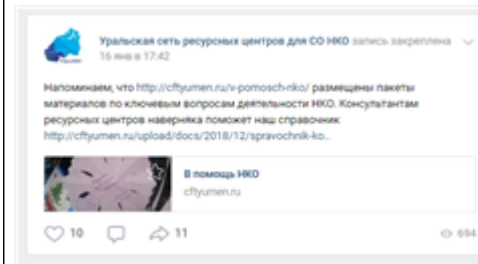 Уральская сеть ресурсных центров для СО НКО запись закреплена
16 янв в 17:42
Напоминаем, что http://cftyumen.ru/v-pomosch-nko/ размещены пакеты
материалов по ключевым вопросам деятельности НКО. Консультантам
ресурсных центров наверняка поможет наш справочник
http://cftyumen.ru/upload/docs/2018/12/spravochnik-ko..
В помощь НКО
cftyumen.ru
10 11 694